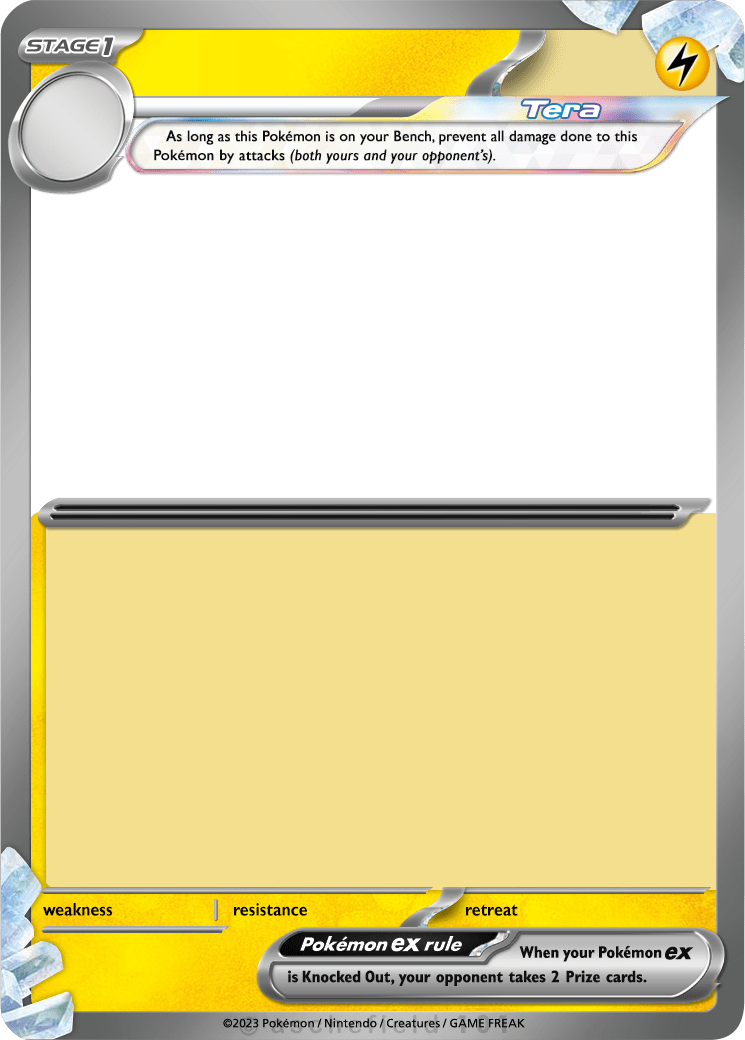 STAGE1
Tera
As long as this Pokémon is on your Bench, prevent all damage done to this
Pokémon by attacks (both yours and your opponent's).
weakness
resistance
retreat
Pokémon ex rule
When your Pokémon ex
is Knocked Out, your opponent takes 2 Prize cards.
©2023 Pokémon / Nintendo / Creatures / GAME FREAK